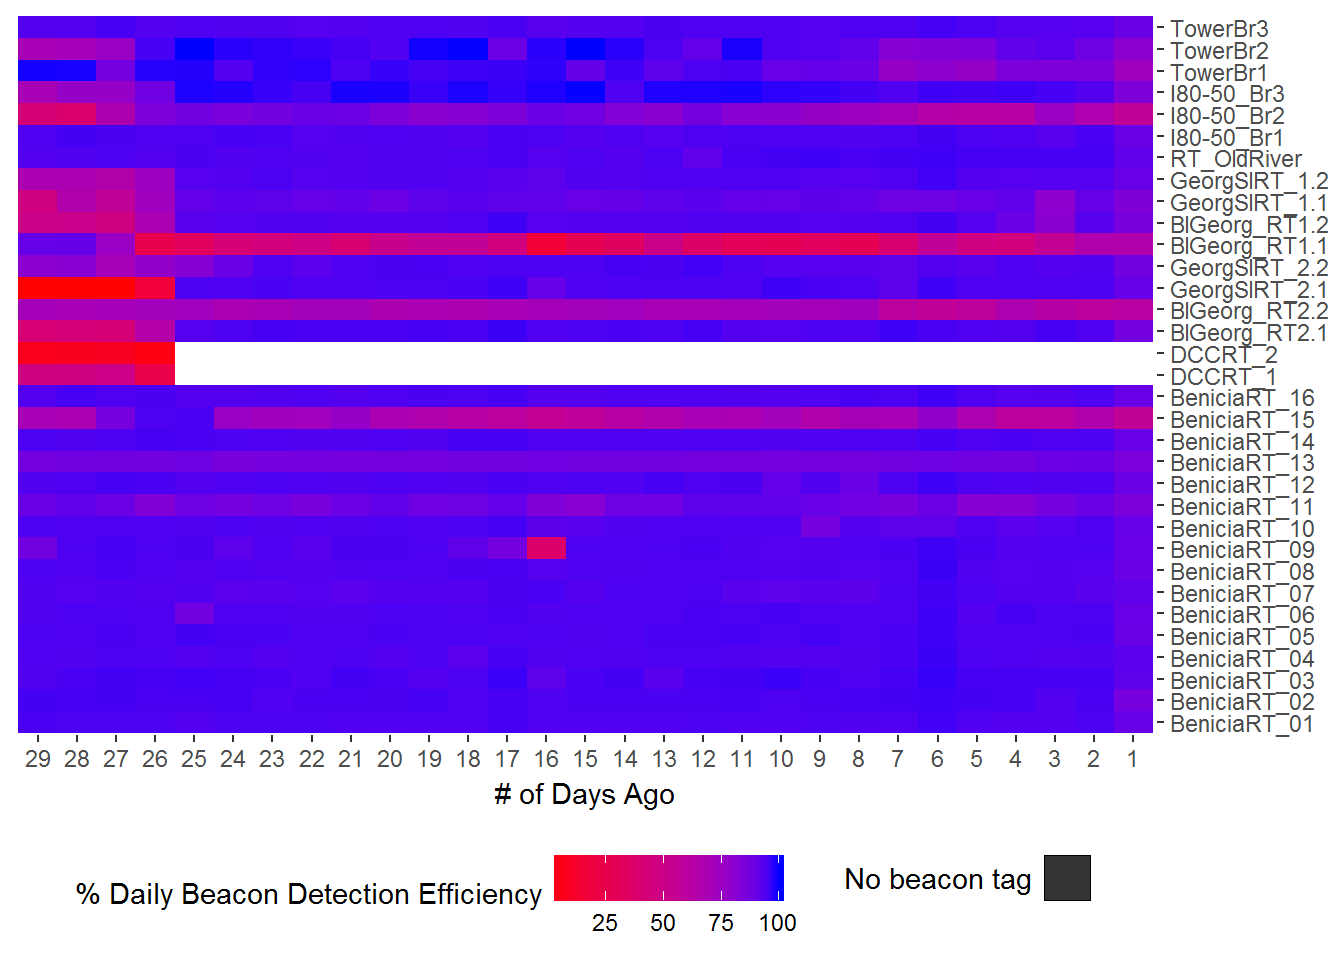 TowerBr3
TowerBr2
TowerBr1
I80-50_Br3
I80-50_Br2
I80-50_Br1
RT_OldRiver
GeorgSlRT_1.2
GeorgSlRT_1.1
BlGeorg_RT1.2
BlGeorg_RT1.1
GeorgSlRT_2.2
GeorgSlRT_2.1
BlGeorg_RT2.2
BlGeorg_RT2.1
DCCRT_2
DCCRT_1
BeniciaRT_16
BeniciaRT_15
BeniciaRT_14
BeniciaRT_13
BeniciaRT_12
BeniciaRT_11
BeniciaRT_10
BeniciaRT_09
BeniciaRT_08
BeniciaRT_07
BeniciaRT_06
BeniciaRT_05
BeniciaRT_04
BeniciaRT_03
BeniciaRT_02
BeniciaRT_01
29 28 27 26 25 24 23 22 21 20 19 18 17 16 15 14 13 12 11 10 9 8 7 6 5 4 3 2 1
# of Days Ago
% Daily Beacon Detection Efficiency
25 50 75 100
No beacon tag